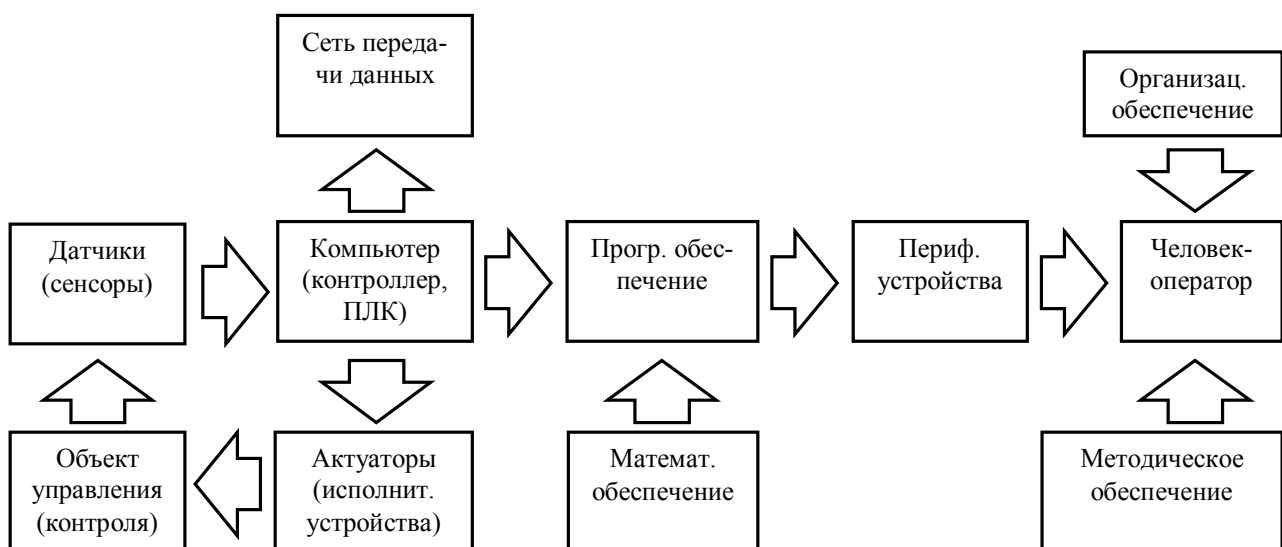 Сеть переда-
чи данных
Организац.
обеспечение
Датчики
(сенсоры)
Компьютер
(контроллер,
ПЛК)
Прогр. обес-
печение
Периф.
устройства
Человек-
оператор
Объект
управления
(контроля)
Актуаторы
(исполнит.
устройства)
Математ.
обеспечение
Методическое
обеспечение